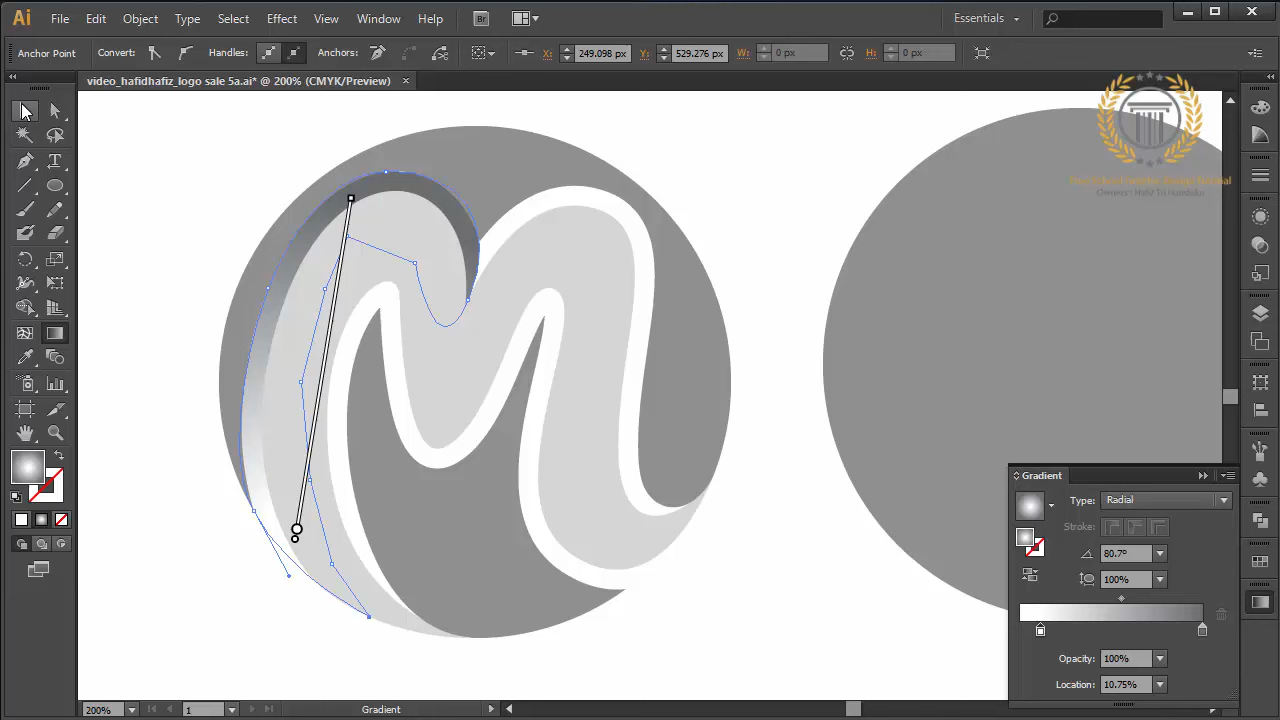 Ai File Edit Object Type Select Effect View Window Help Br Essentials
Anchor Point Convert: Handles: Anchors: X: 249.098 px Y: 529.276 px W: 0 px H: 0 px
video_hafidhafiz_logo sale 5a.ai* @ 200% (CMYK/Preview)
Gradient
Type: Radial
Stroke:
80.7°
100%
Opacity: 100%
Location: 10.75%
200% 1 Gradient